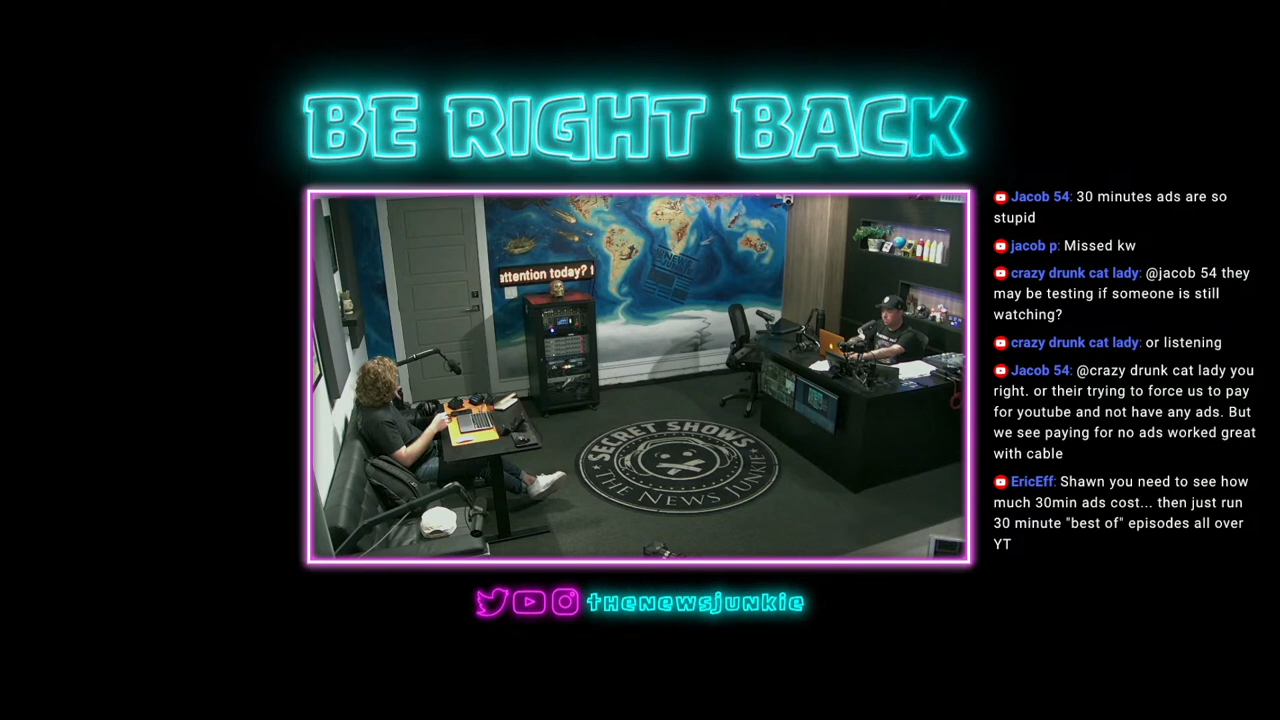 BE RIGHT BACK
attention today?
SECRET SHOWS
THE NEWS JUNKIE
thenewsjunkie
Jacob 54: 30 minutes ads are so
stupid
jacob p: Missed kw
crazy drunk cat lady: @jacob 54 they
may be testing if someone is still
watching?
crazy drunk cat lady: or listening
Jacob 54: @crazy drunk cat lady you
right. or their trying to force us to pay
for youtube and not have any ads. But
we see paying for no ads worked great
with cable
EricEff: Shawn you need to see how
much 30min ads cost... then just run
30 minute "best of" episodes all over
YT